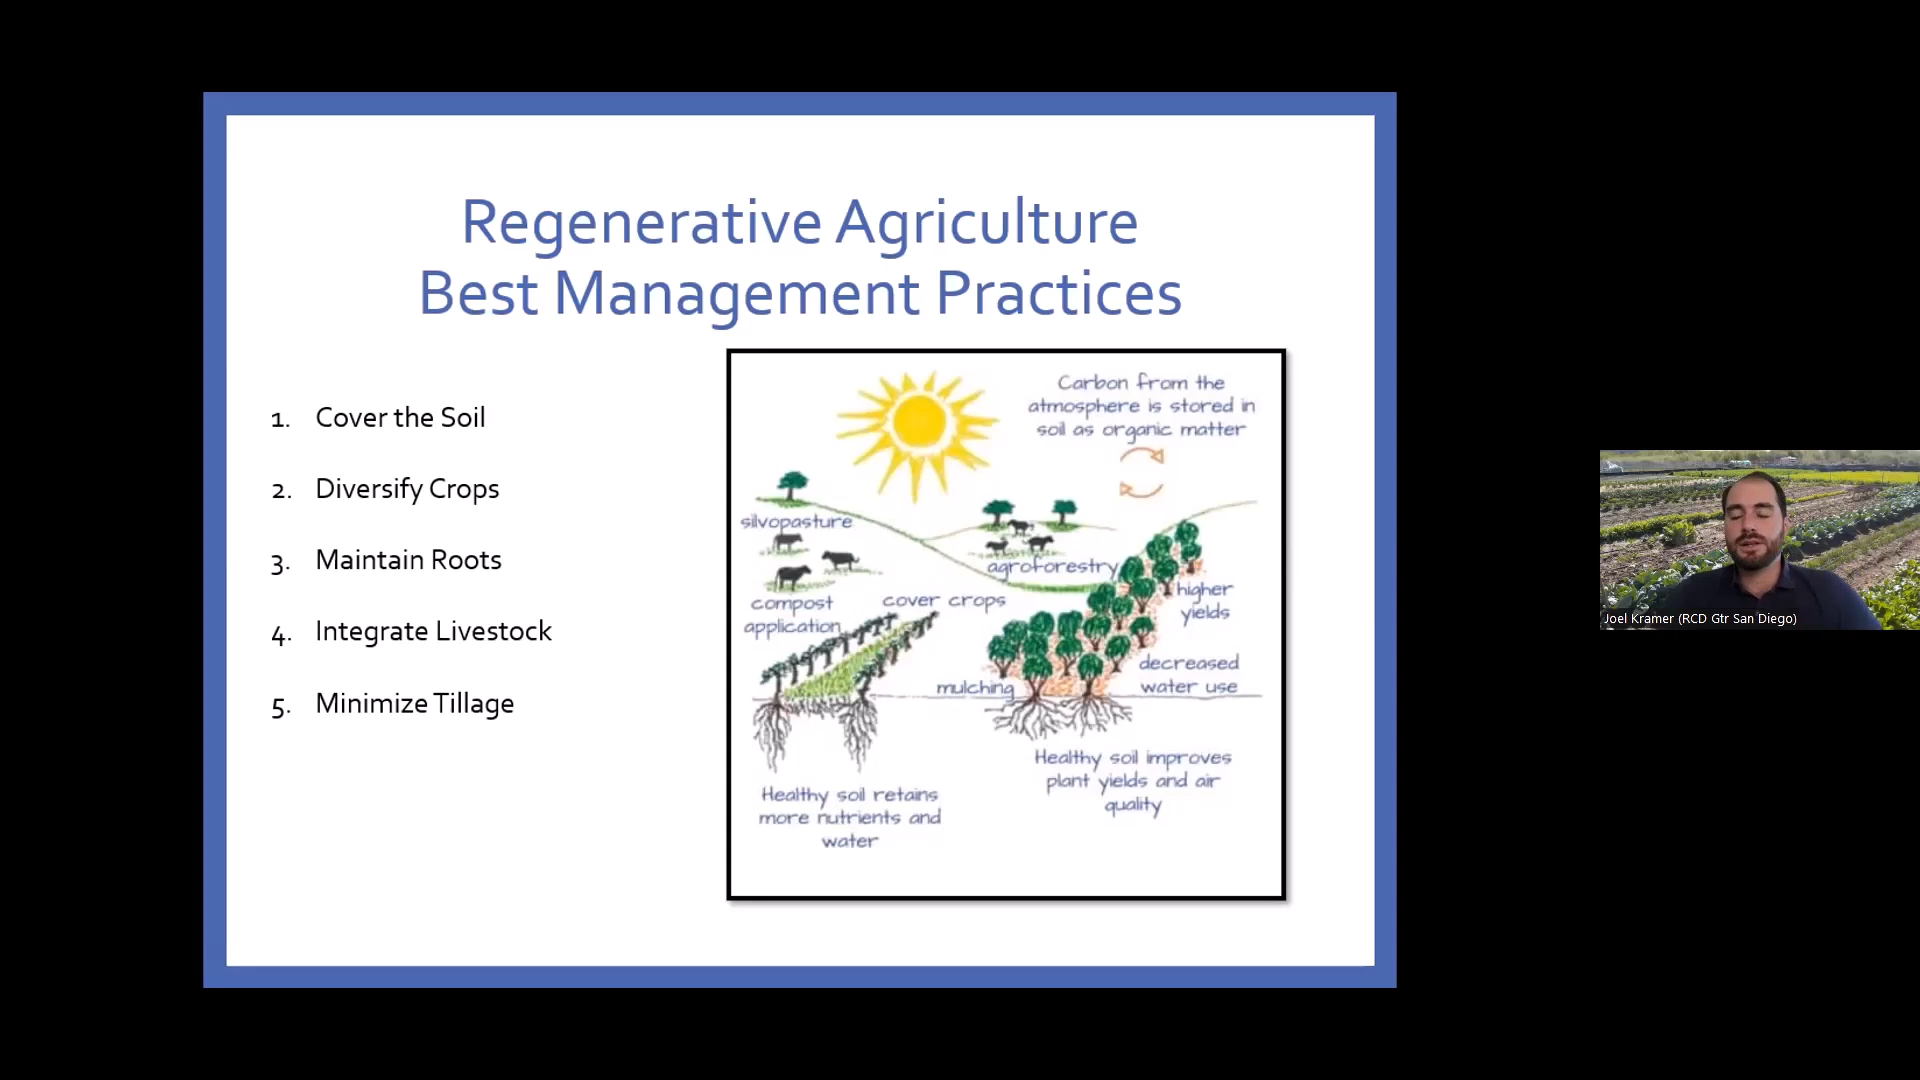 Regenerative Agriculture
Best Management Practices
1. Cover the Soil
2. Diversify Crops
3. Maintain Roots
4. Integrate Livestock
5. Minimize Tillage
Carbon from the
atmosphere is stored in
soil as organic matter
silvopasture
agroforestry
higher
yields
compost
application
cover crops
decreased
water use
mulching
Healthy soil improves
plant yields and air
quality
Healthy soil retains
more nutrients and
water
Joel Kramer (RCD Gtr San Diego)